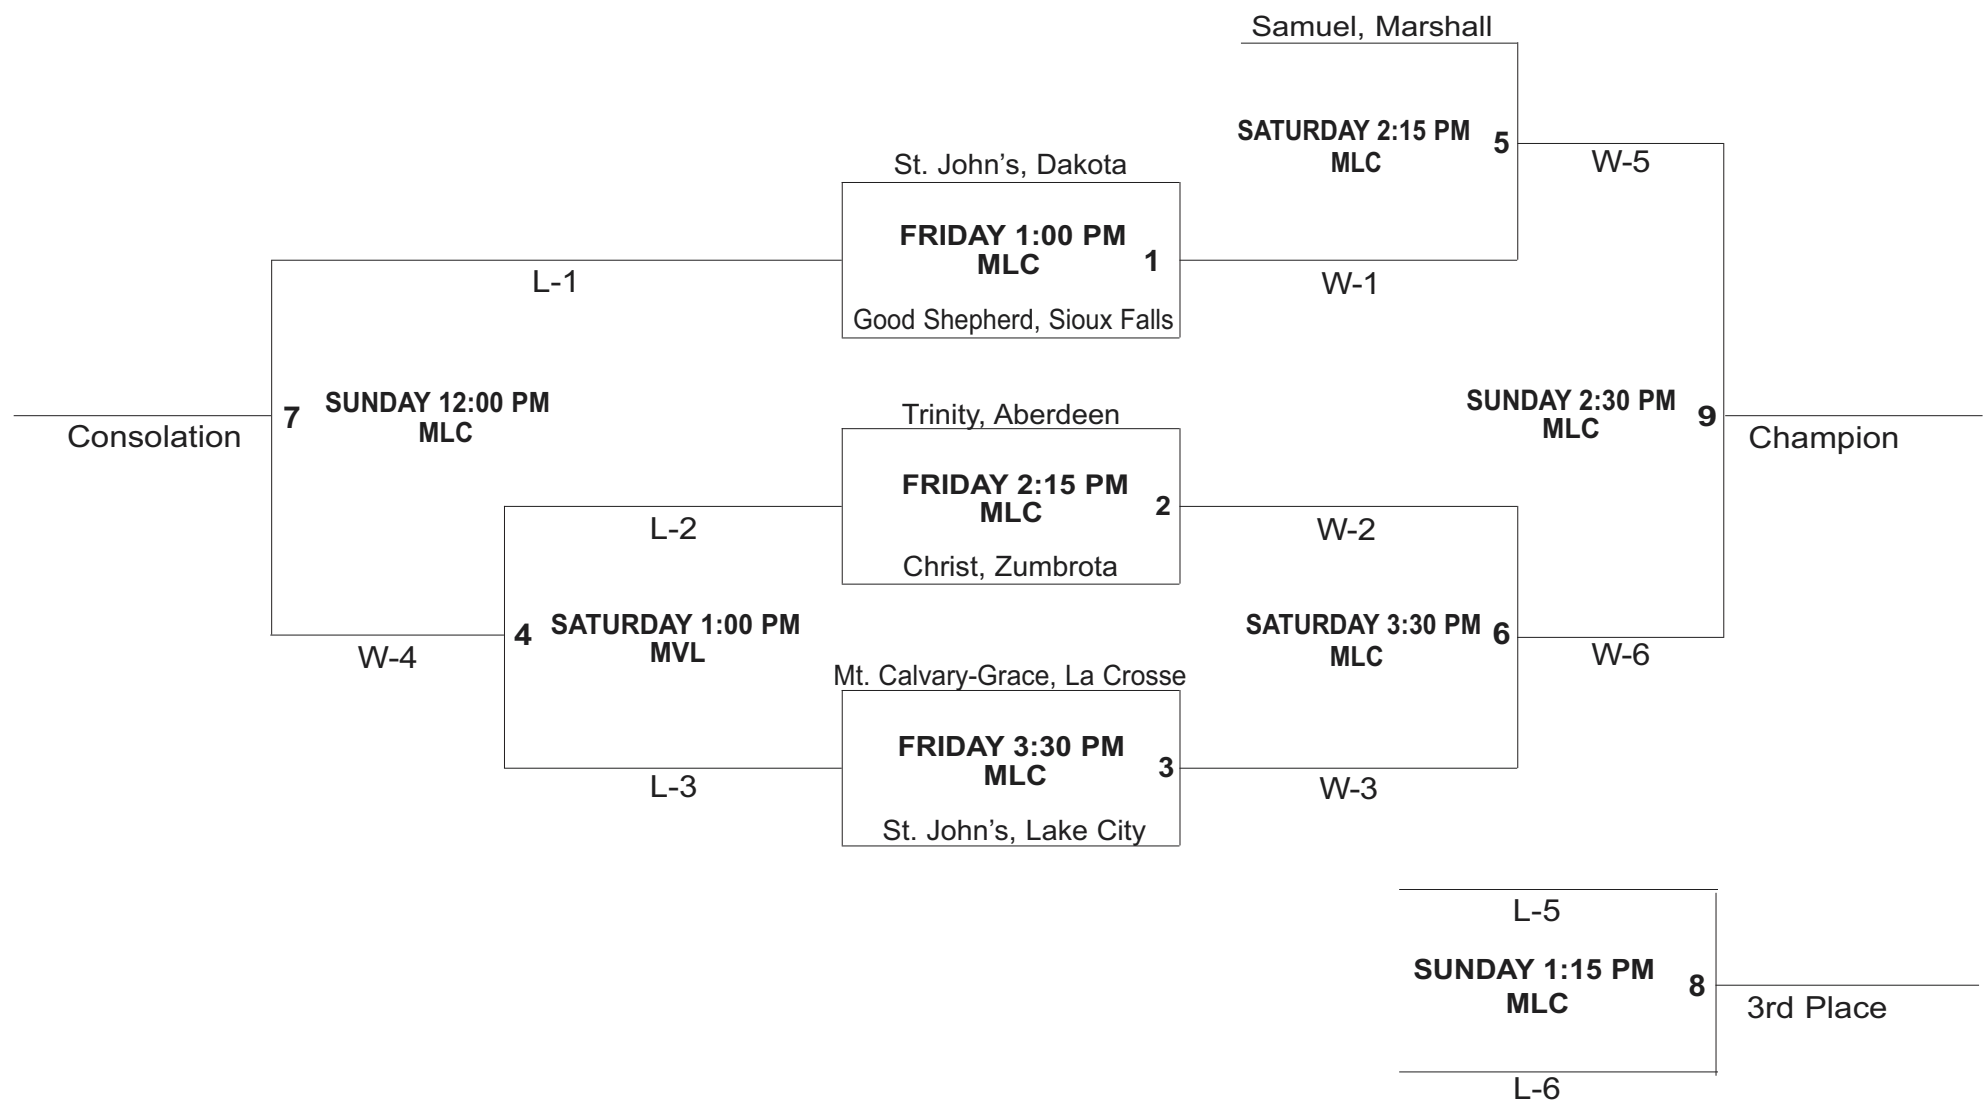 Samuel, Marshall
SATURDAY 2:15 PM
MLC
5
W-5
St. John’s, Dakota
FRIDAY 1:00 PM
MLC
1
Good Shepherd, Sioux Falls
L-1
W-1
7
SUNDAY 12:00 PM
MLC
Consolation
Trinity, Aberdeen
FRIDAY 2:15 PM
MLC
2
Christ, Zumbrota
SUNDAY 2:30 PM
MLC
9
Champion
L-2
W-2
4
SATURDAY 1:00 PM
MVL
W-4
SATURDAY 3:30 PM
MLC
6
W-6
Mt. Calvary-Grace, La Crosse
FRIDAY 3:30 PM
MLC
3
St. John’s, Lake City
L-3
W-3
L-5
SUNDAY 1:15 PM
MLC
8
3rd Place
L-6